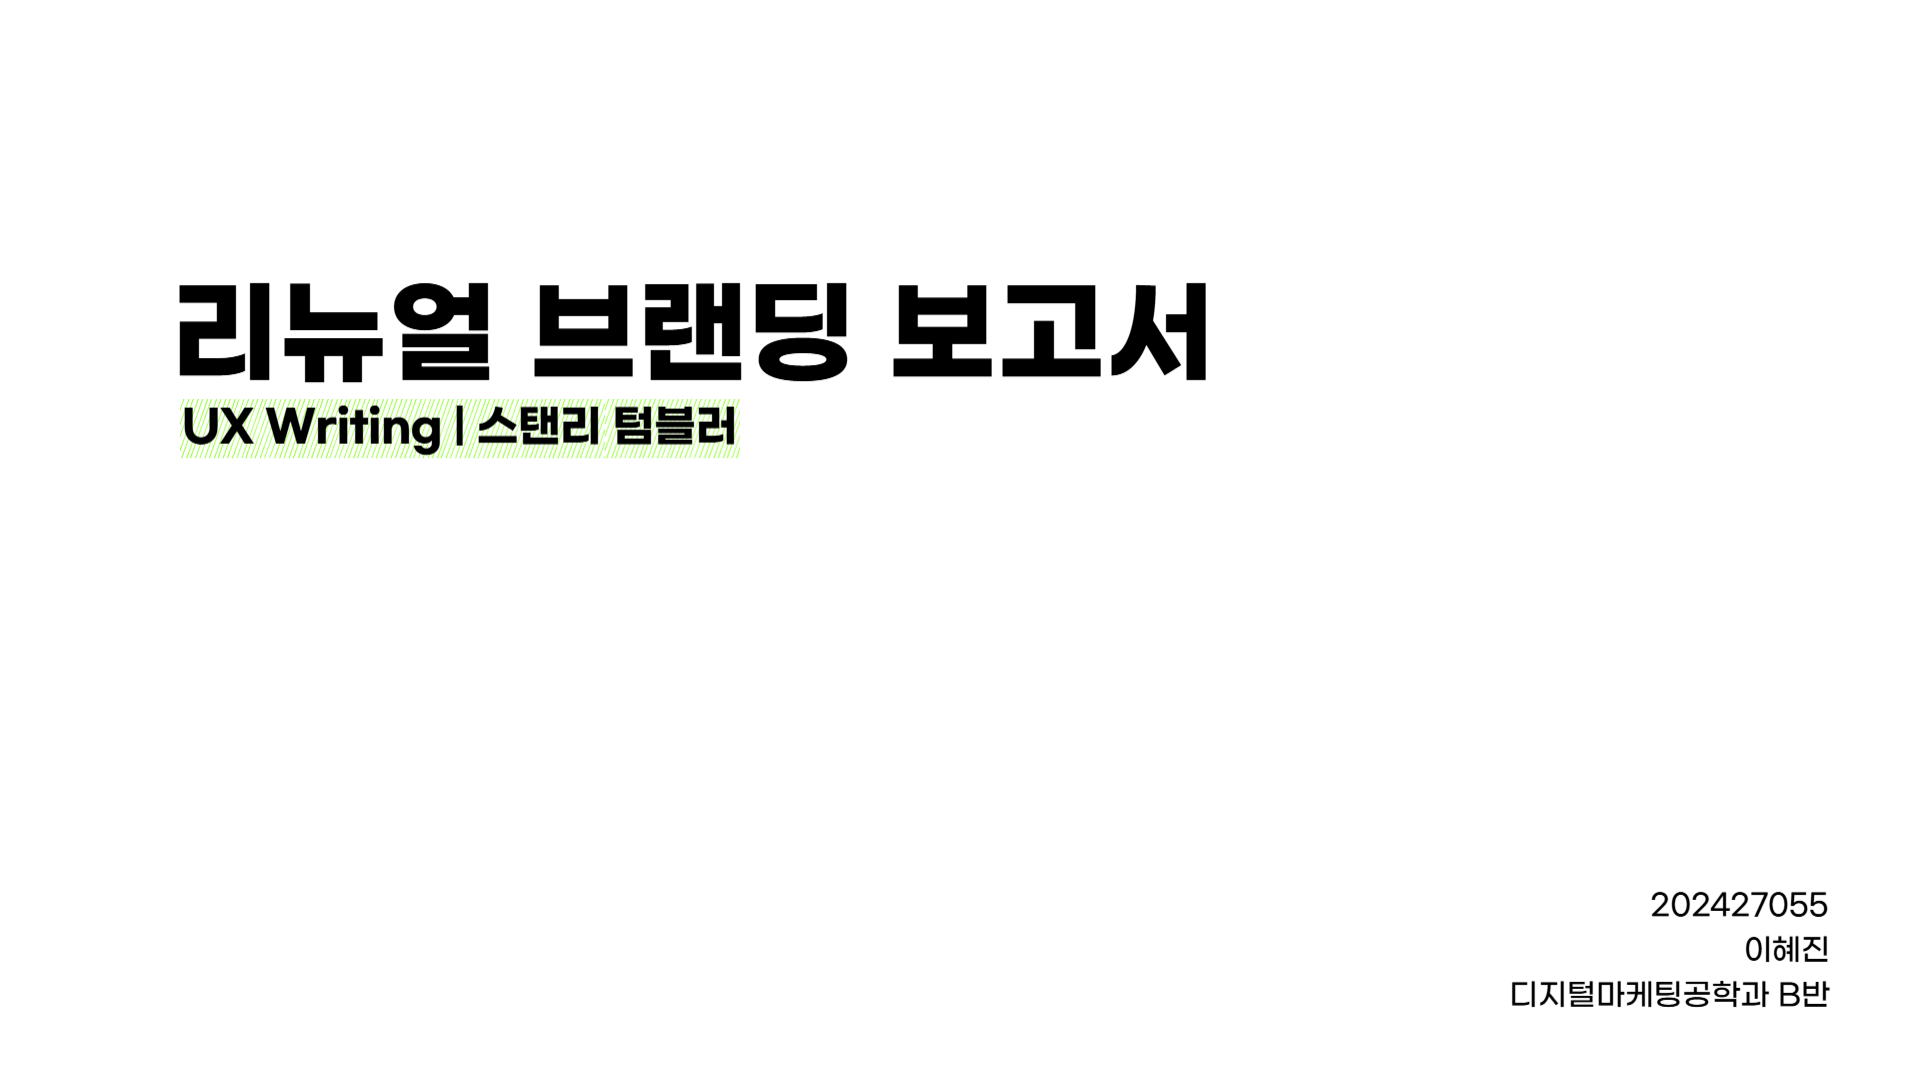 리뉴얼 브랜딩 보고서
UX Writing | 스탠리 텀블러
202427055
이혜진
디지털마케팅공학과 B반